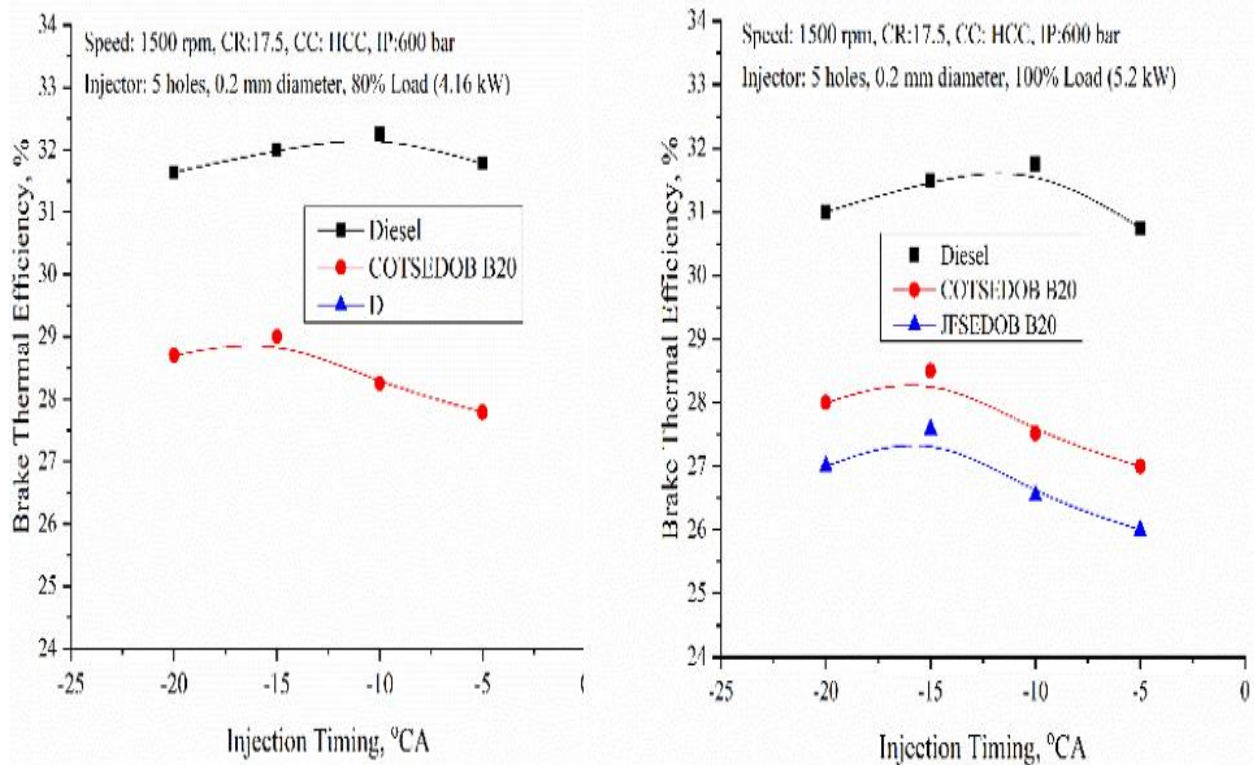 Speed: 1500 rpm, CR:17.5, CC: HCC, IP:600 bar
Injector: 5 holes, 0.2 mm diameter, 80% Load (4.16 kW)
34
33
32
31
30
29
28
27
26
25
24
Brake Thermal Efficiency, %
Diesel
COTSEDOB B20
D
-25
-20
-15
-10
-5
0
Injection Timing, ⁰CA
Speed: 1500 rpm, CR:17.5, CC: HCC, IP:600 bar
Injector: 5 holes, 0.2 mm diameter, 100% Load (5.2 kW)
34
33
32
31
30
29
28
27
26
25
24
Brake Thermal Efficiency, %
Diesel
COTSEDOB B20
JFSEDOB B20
-25
-20
-15
-10
-5
0
Injection Timing, ⁰CA